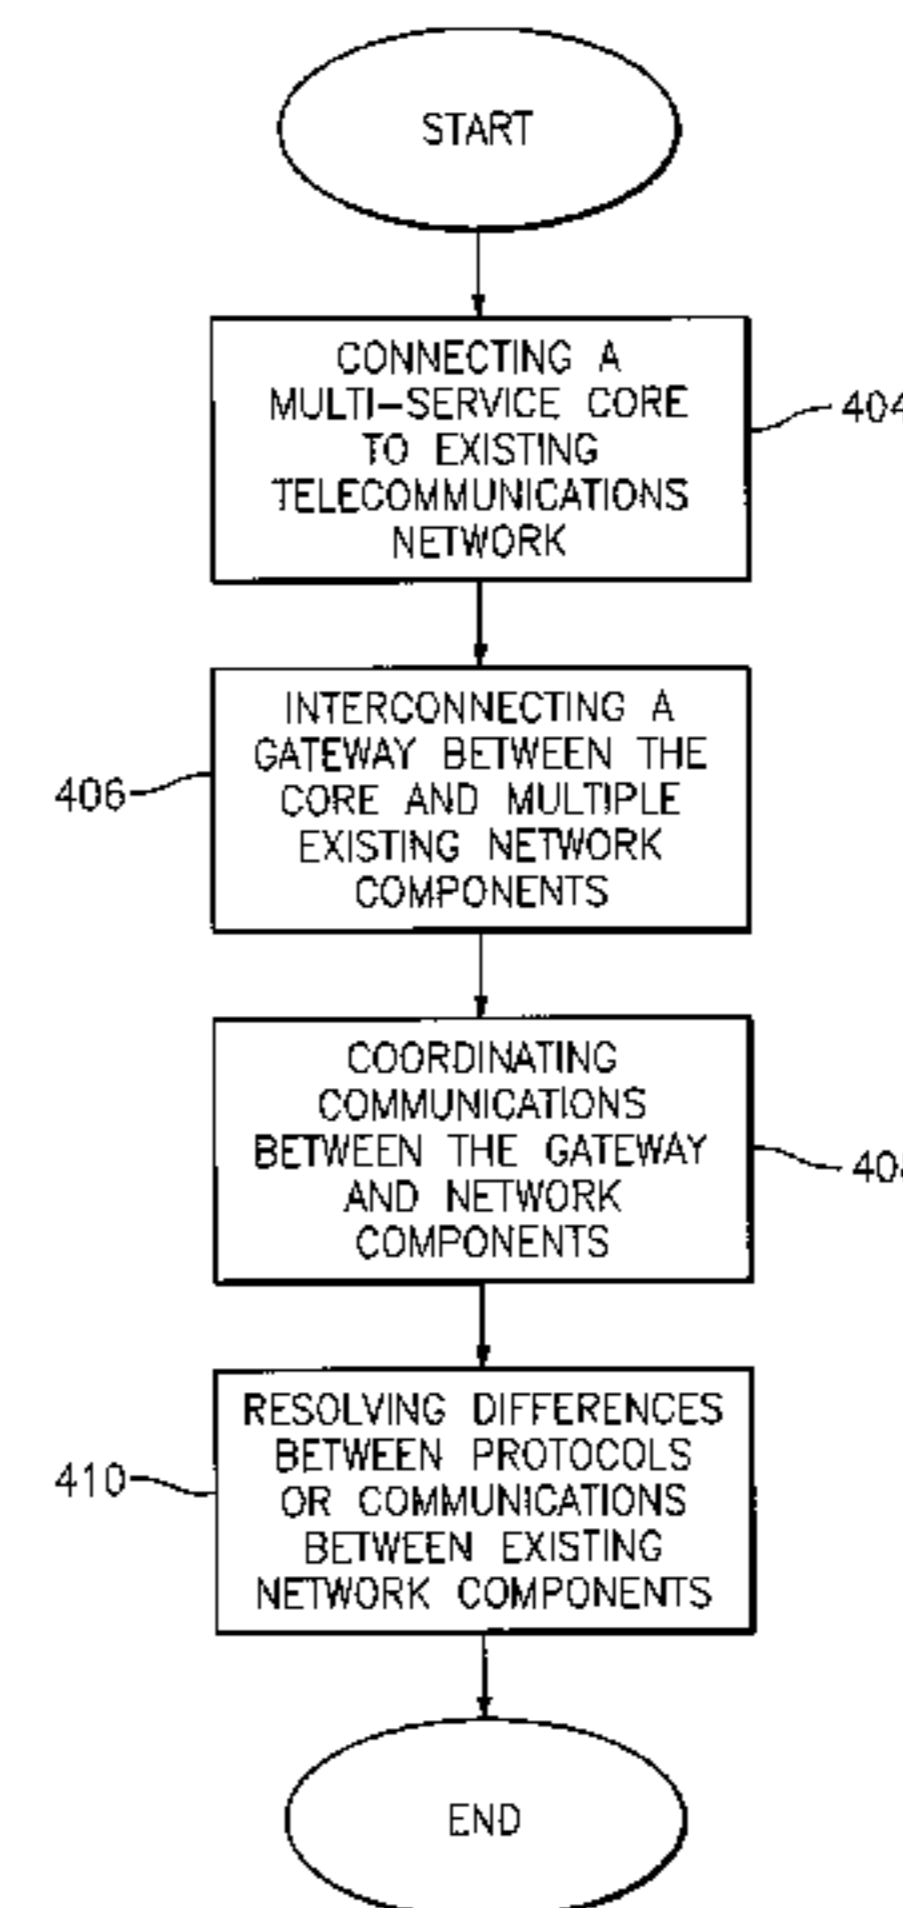 START
CONNECTING A
MULTI-SERVICE CORE
TO EXISTING
TELECOMMUNICATIONS
NETWORK
404
INTERCONNECTING A
GATEWAY BETWEEN THE
CORE AND MULTIPLE
EXISTING NETWORK
COMPONENTS
406
COORDINATING
COMMUNICATIONS
BETWEEN THE GATEWAY
AND NETWORK
COMPONENTS
RESOLVING DIFFERENCES
BETWEEN PROTOCOLS
OR COMMUNICATIONS
BETWEEN EXISTING
NETWORK COMPONENTS
410
END